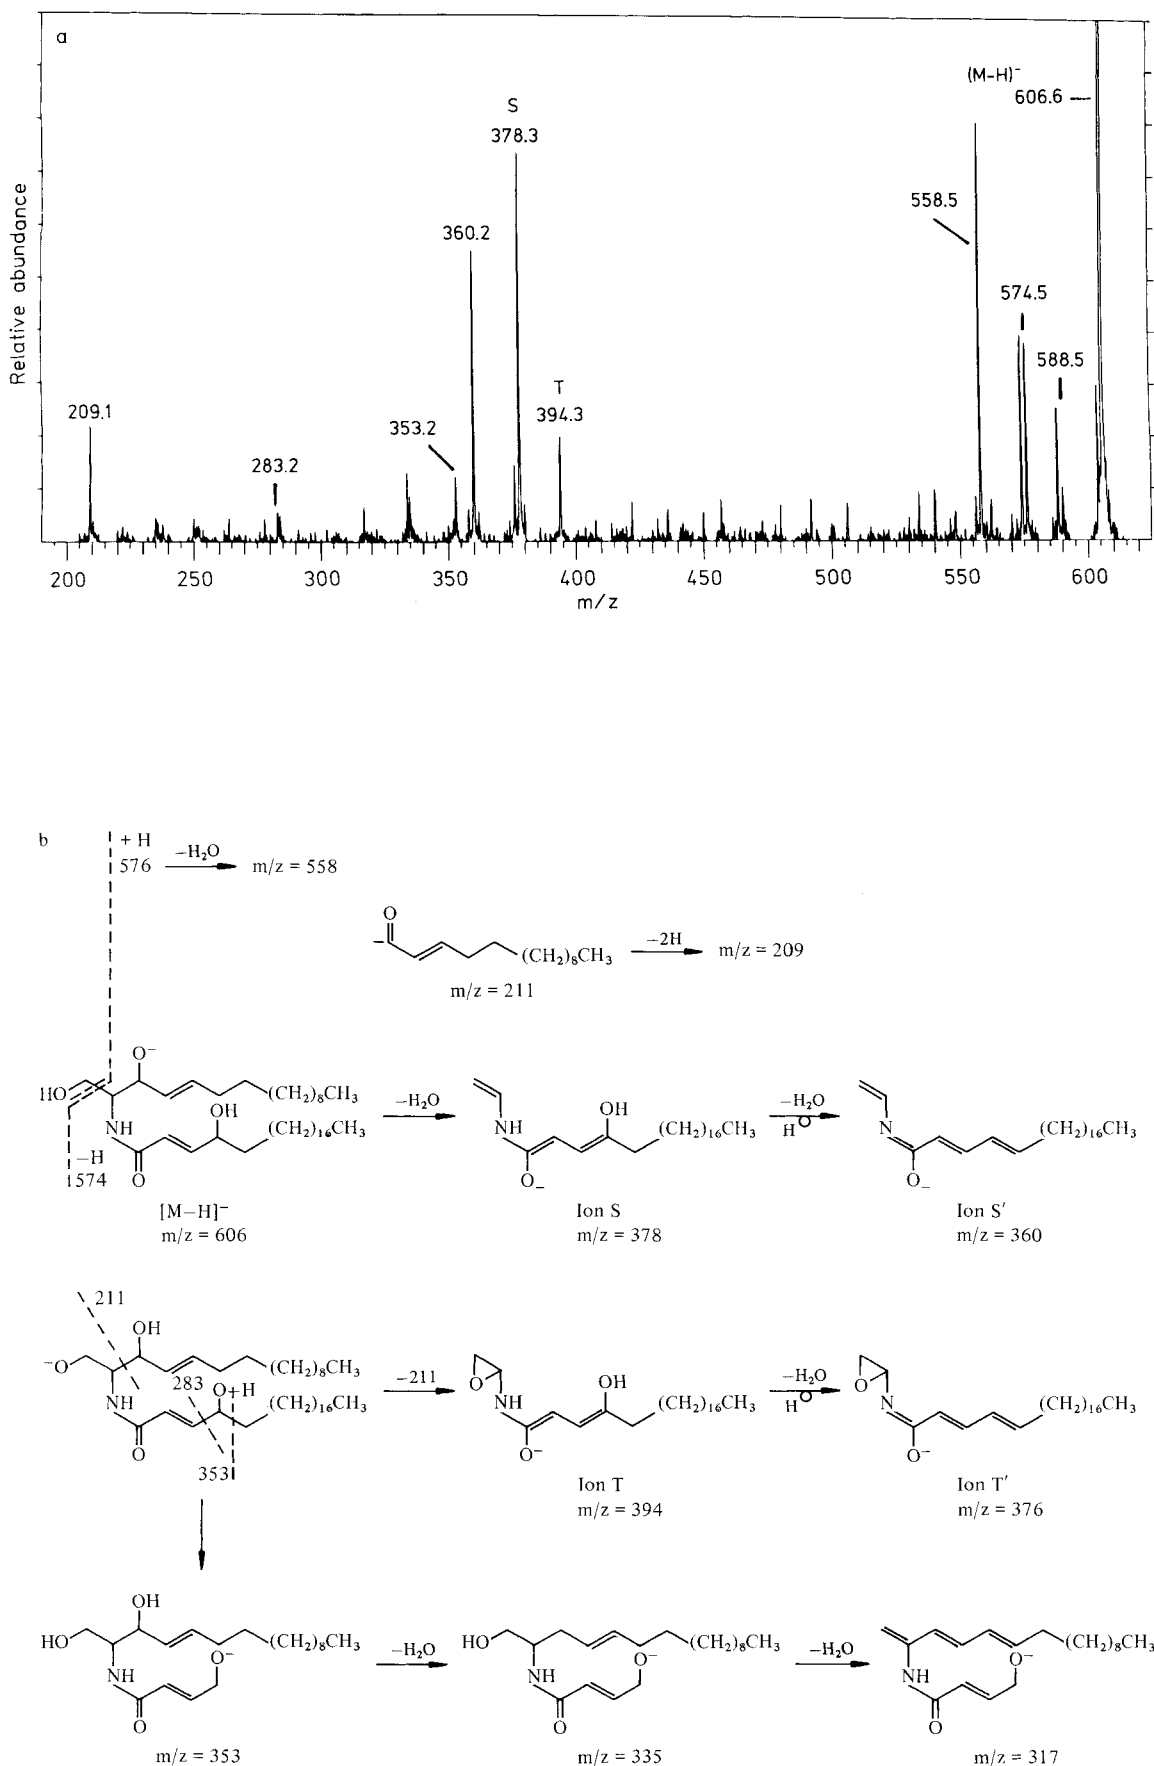 a
(M-H)⁻
606.6
S
378.3
558.5
360.2
574.5
588.5
T
394.3
353.2
209.1
283.2
Relative abundance
200 250 300 350 400 450 500 550 600
m/z
b
+ H
576 −H₂O m/z = 558
O
− (CH₂)₈CH₃ −2H m/z = 209
m/z = 211
O⁻
HO (CH₂)₈CH₃
OH
NH (CH₂)₁₆CH₃
−H
574
O
[M−H]⁻
m/z = 606
−H₂O
OH
NH (CH₂)₁₆CH₃
O−
Ion S
m/z = 378
−H₂O
H
N (CH₂)₁₆CH₃
O−
Ion S′
m/z = 360
211
OH
⁻O (CH₂)₈CH₃
283
O+H
NH (CH₂)₁₆CH₃
O
353
−211
O OH
NH (CH₂)₁₆CH₃
O−
Ion T
m/z = 394
−H₂O
H
O
N (CH₂)₁₆CH₃
O−
Ion T′
m/z = 376
OH
HO (CH₂)₈CH₃
O−
NH
O
m/z = 353
−H₂O
HO (CH₂)₈CH₃
O−
NH
O
m/z = 335
−H₂O
(CH₂)₈CH₃
O−
NH
O
m/z = 317